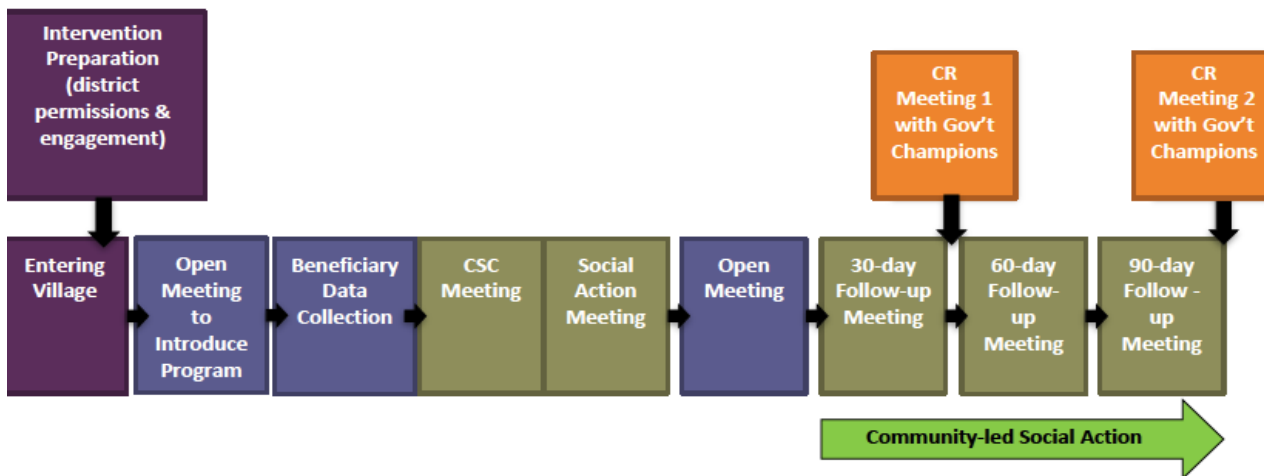 Intervention
Preparation
(district
permissions &
engagement)
CR
Meeting 1
with Gov't
Champions
CR
Meeting 2
with Gov't
Champions
Entering
Village
Open
Meeting
to
Introduce
Program
Beneficiary
Data
Collection
CSC
Meeting
Social
Action
Meeting
Open
Meeting
30-day
Follow-up
Meeting
60-day
Follow-
up
Meeting
90-day
Follow -
up
Meeting
Community-led Social Action